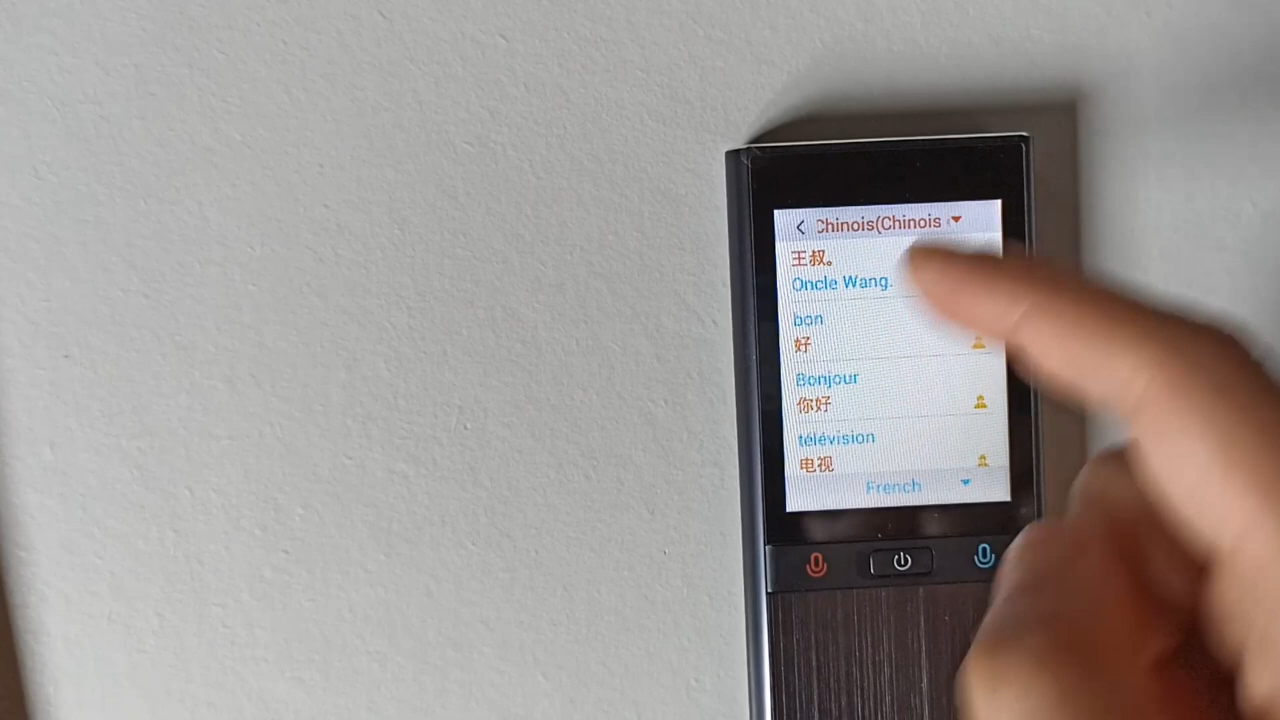 Chinois(Chinois
王叔。
Oncle Wang.
bon
好
Bonjour
你好
télévision
电视
French